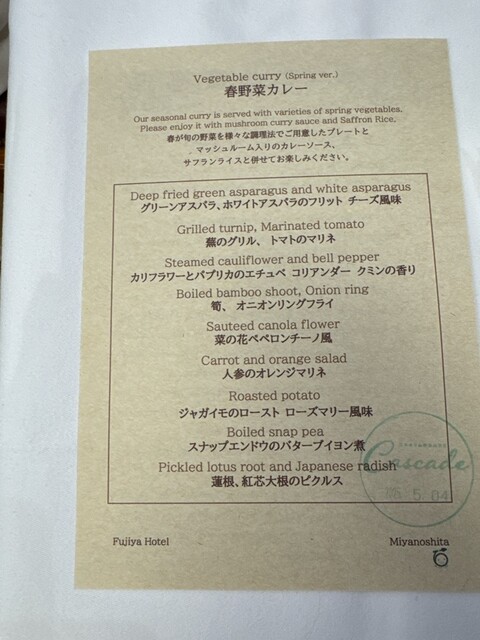 Vegetable curry (Spring ver.)
春野菜カレー
Our seasonal curry is served with varieties of spring vegetables.
Please enjoy it with mushroom curry sauce and Saffron Rice.
春が旬の野菜を様々な調理法でご用意したプレートと
マッシュルーム入りのカレーソース、
サフランライスと併せてお楽しみください。
Deep fried green asparagus and white asparagus
グリーンアスパラ、ホワイトアスパラのフリット チーズ風味
Grilled turnip, Marinated tomato
蕪のグリル、 トマトのマリネ
Steamed cauliflower and bell pepper
カリフラワーとパプリカのエチュベ コリアンダー クミンの香り
Boiled bamboo shoot, Onion ring
筍、 オニオンリングフライ
Sauteed canola flower
菜の花ペペロンチーノ風
Carrot and orange salad
人参のオレンジマリネ
Roasted potato
ジャガイモのロースト ローズマリー風味
Boiled snap pea
スナップエンドウのバターブイヨン煮
Pickled lotus root and Japanese radish
蓮根、紅芯大根のピクルス
Cascade
5.04
Fujiya Hotel
Miyanoshita